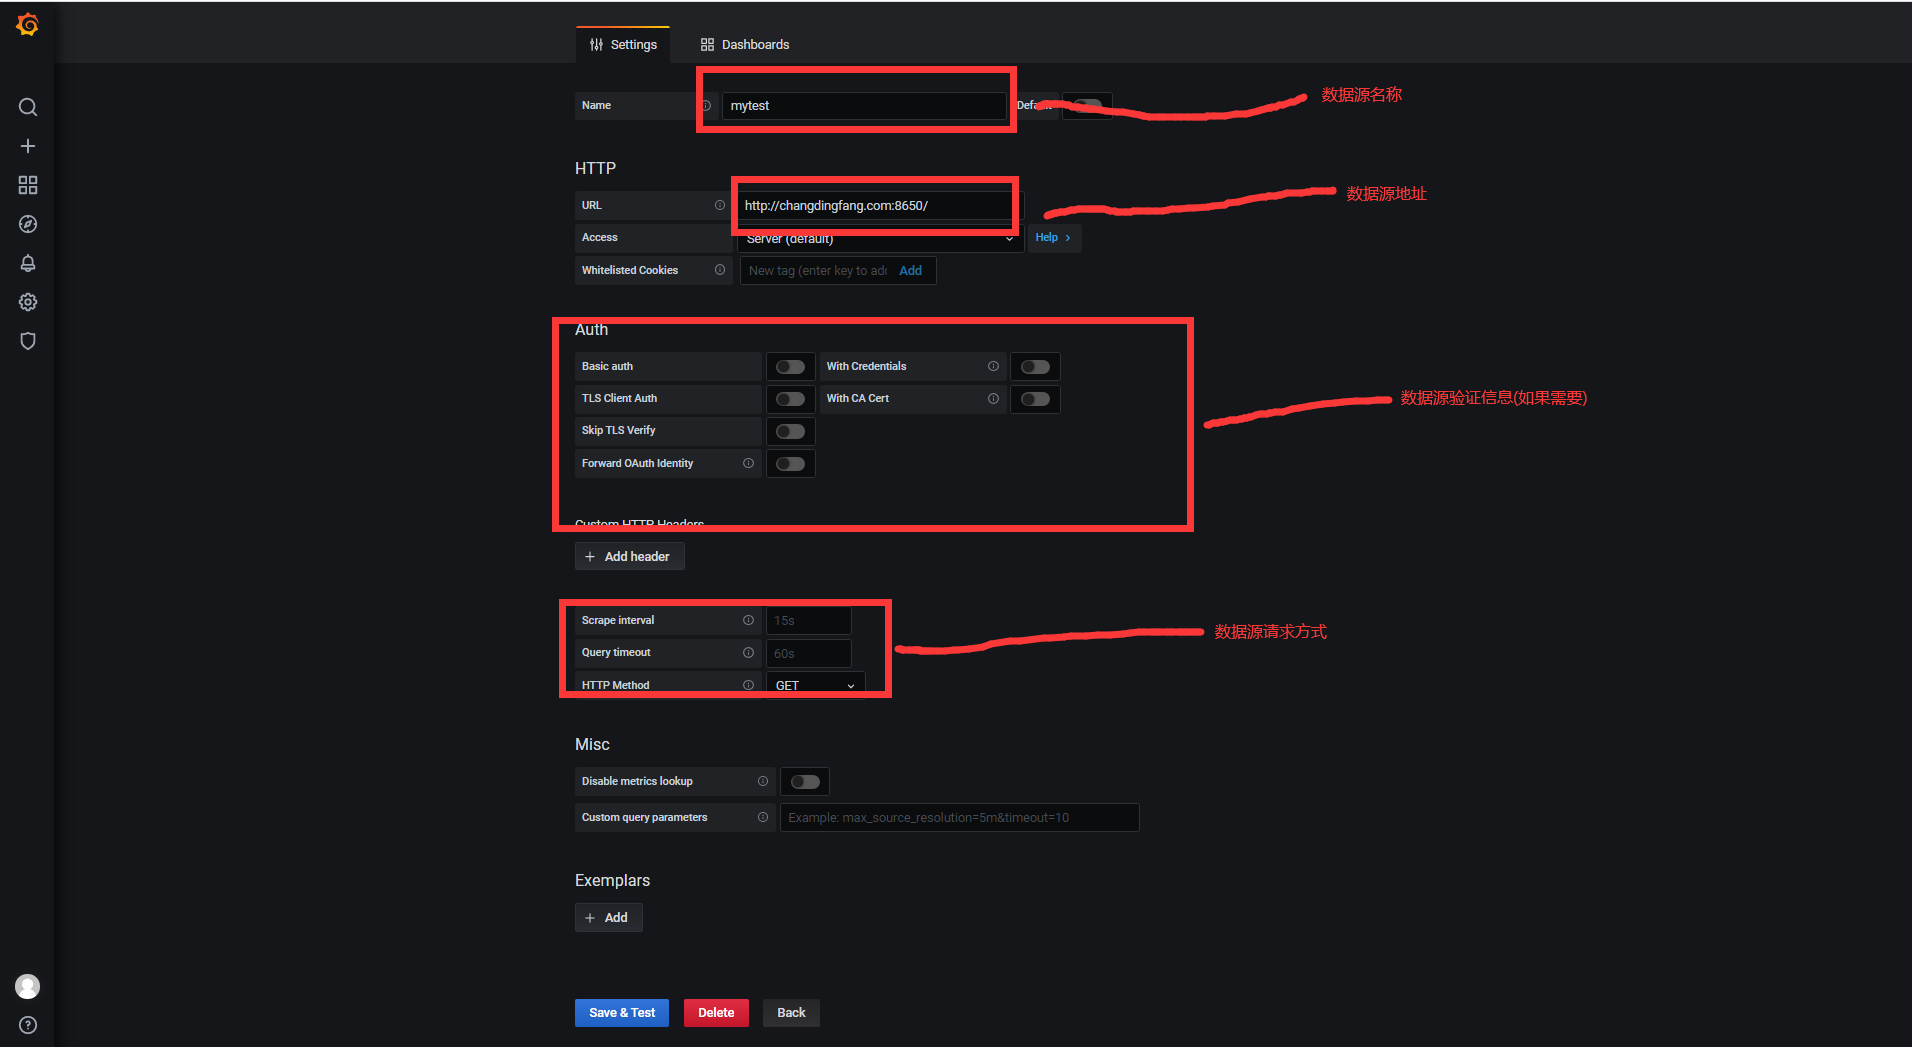 Settings Dashboards
Name mytest Default
数据源名称
HTTP
URL http://changdingfang.com:8650/
数据源地址
Access Server (default) Help
Whitelisted Cookies New tag (enter key to add Add
Auth
Basic auth With Credentials
TLS Client Auth With CA Cert
数据源验证信息(如果需要)
Skip TLS Verify
Forward OAuth Identity
Custom HTTP Headers
+ Add header
Scrape interval 15s
数据源请求方式
Query timeout 60s
HTTP Method GET
Misc
Disable metrics lookup
Custom query parameters Example: max_source_resolution=5m&timeout=10
Exemplars
+ Add
Save & Test Delete Back